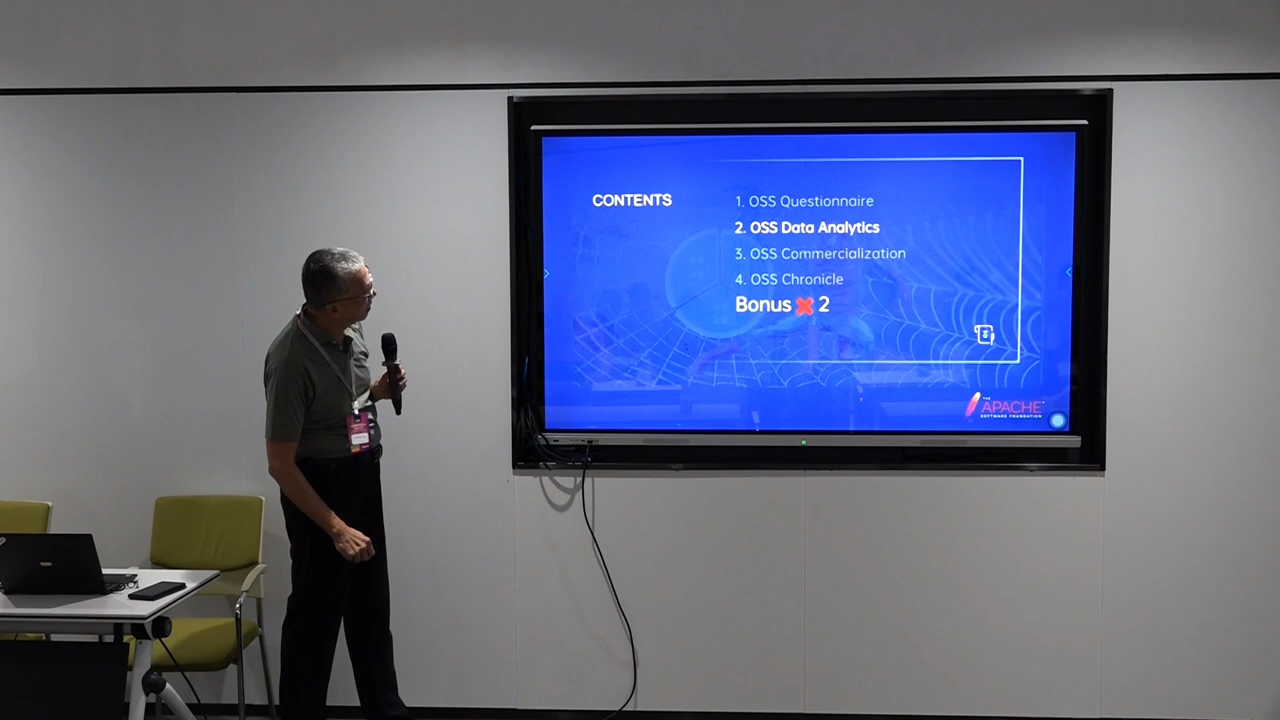 CONTENTS
1. OSS Questionnaire
2. OSS Data Analytics
3. OSS Commercialization
4. OSS Chronicle
Bonus ✖ 2
THE
APACHE
SOFTWARE FOUNDATION